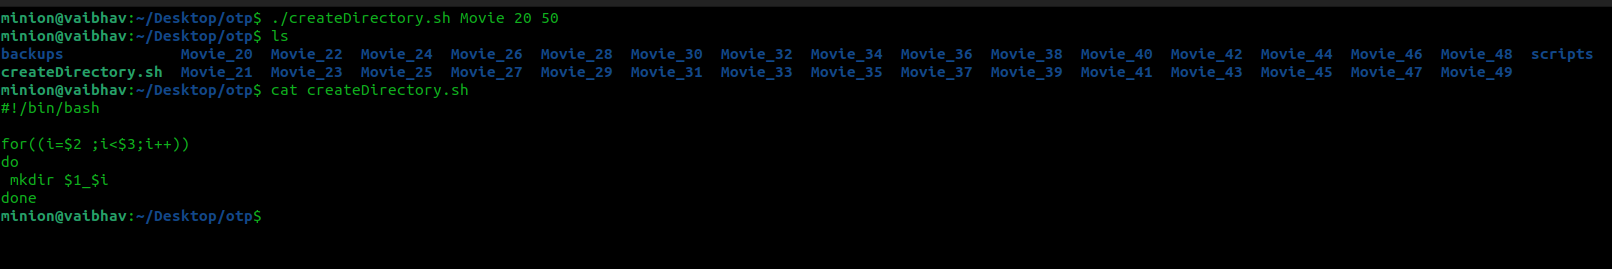 minion@vaibhav:~/Desktop/otp$ ./createDirectory.sh Movie 20 50
minion@vaibhav:~/Desktop/otp$ ls
backups             Movie_20  Movie_22  Movie_24  Movie_26  Movie_28  Movie_30  Movie_32  Movie_34  Movie_36  Movie_38  Movie_40  Movie_42  Movie_44  Movie_46  Movie_48  scripts
createDirectory.sh  Movie_21  Movie_23  Movie_25  Movie_27  Movie_29  Movie_31  Movie_33  Movie_35  Movie_37  Movie_39  Movie_41  Movie_43  Movie_45  Movie_47  Movie_49
minion@vaibhav:~/Desktop/otp$ cat createDirectory.sh
#!/bin/bash

for((i=$2 ;i<$3;i++))
do
 mkdir $1_$i
done
minion@vaibhav:~/Desktop/otp$